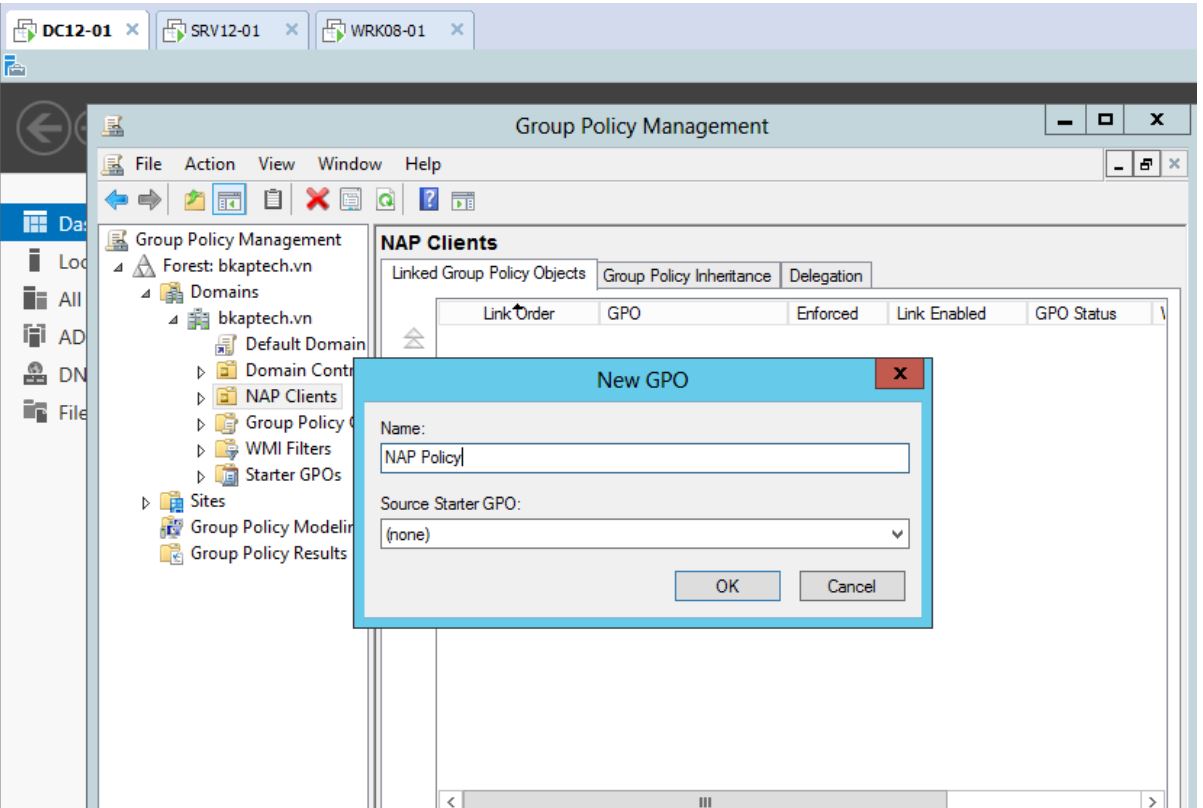 DC12-01 SRV12-01 WRK08-01
Group Policy Management
File Action View Window Help
Das
Loc
All
AD
DN
File
Group Policy Management
Forest: bkaptech.vn
Domains
bkaptech.vn
Default Domain
Domain Contr
NAP Clients
Group Policy
WMI Filters
Starter GPOs
Sites
Group Policy Modelin
Group Policy Results
NAP Clients
Linked Group Policy Objects Group Policy Inheritance Delegation
Link Order GPO Enforced Link Enabled GPO Status
New GPO
Name:
NAP Policy
Source Starter GPO:
(none)
OK Cancel